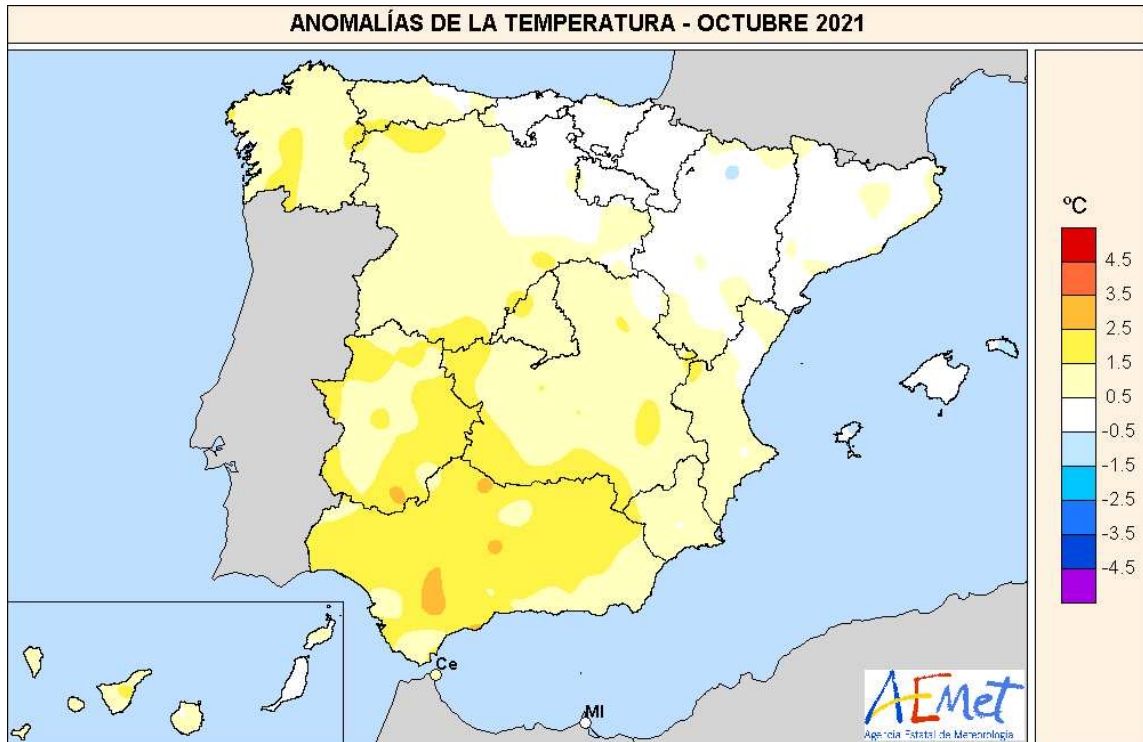 ANOMALÍAS DE LA TEMPERATURA - OCTUBRE 2021
ºC
4.5
3.5
2.5
1.5
0.5
-0.5
-1.5
-2.5
-3.5
-4.5
Ce
Ml
AEMet
Agencia Estatal de Meteorología